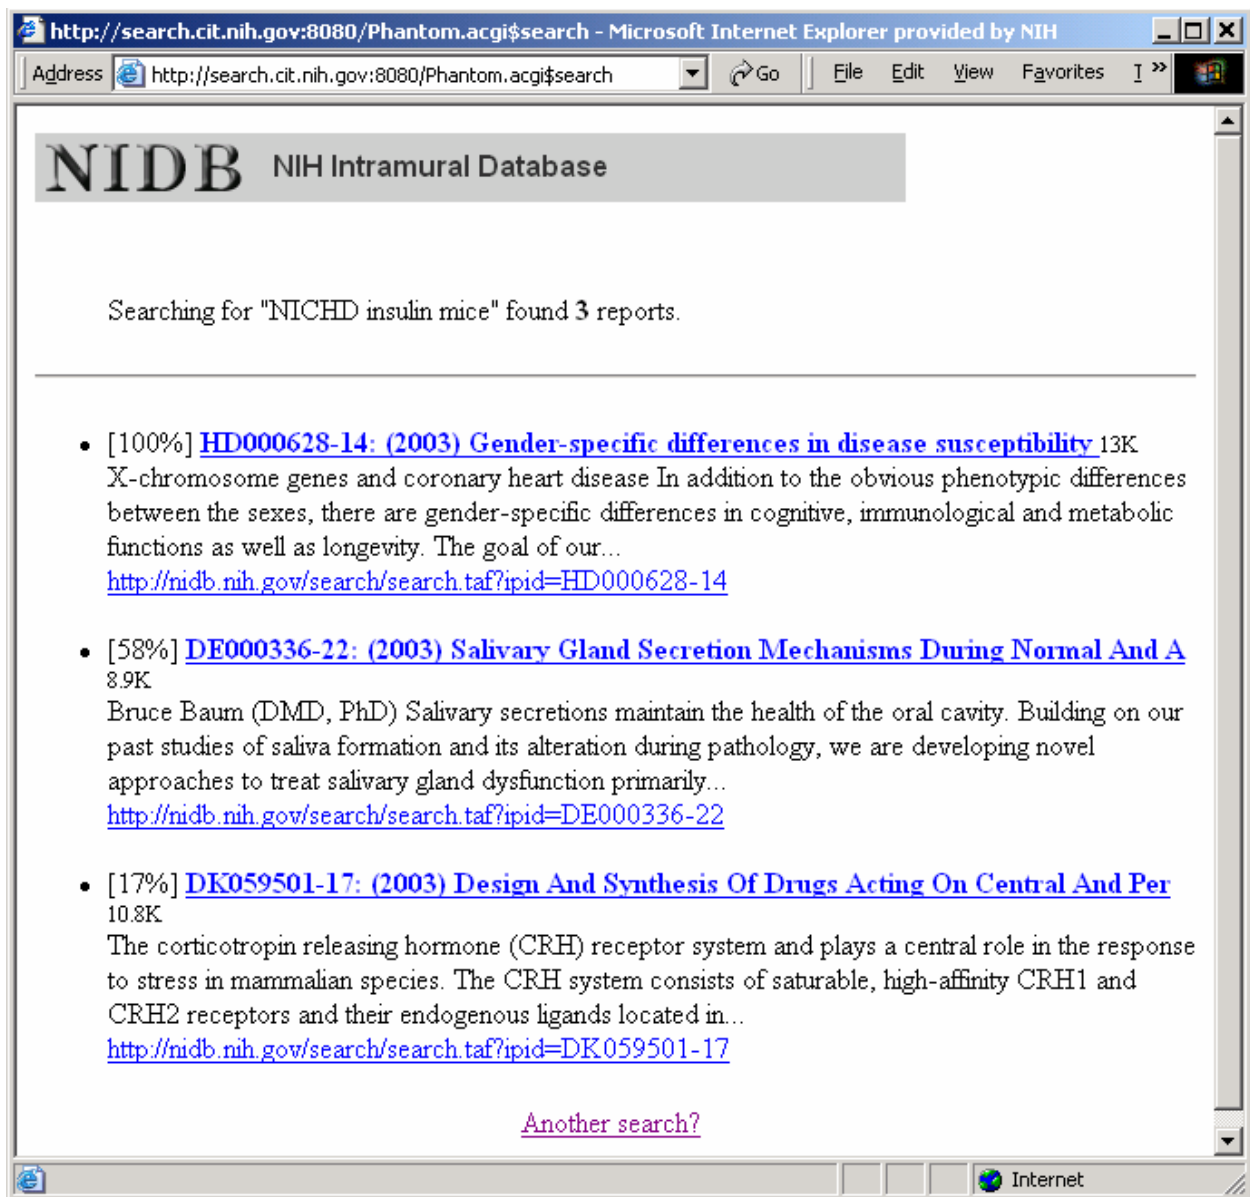 http://search.cit.nih.gov:8080/Phantom.acgi$search - Microsoft Internet Explorer provided by NIH
Address http://search.cit.nih.gov:8080/Phantom.acgi$search Go File Edit View Favorites T »
NIDB NIH Intramural Database
Searching for "NICHD insulin mice" found 3 reports.
• [100%] HD000628-14: (2003) Gender-specific differences in disease susceptibility 13K
X-chromosome genes and coronary heart disease In addition to the obvious phenotypic differences
between the sexes, there are gender-specific differences in cognitive, immunological and metabolic
functions as well as longevity. The goal of our...
http://nidb.nih.gov/search/search.taf?ipid=HD000628-14
• [58%] DE000336-22: (2003) Salivary Gland Secretion Mechanisms During Normal And A
8.9K
Bruce Baum (DMD, PhD) Salivary secretions maintain the health of the oral cavity. Building on our
past studies of saliva formation and its alteration during pathology, we are developing novel
approaches to treat salivary gland dysfunction primarily...
http://nidb.nih.gov/search/search.taf?ipid=DE000336-22
• [17%] DK059501-17: (2003) Design And Synthesis Of Drugs Acting On Central And Per
10.8K
The corticotropin releasing hormone (CRH) receptor system and plays a central role in the response
to stress in mammalian species. The CRH system consists of saturable, high-affinity CRH1 and
CRH2 receptors and their endogenous ligands located in...
http://nidb.nih.gov/search/search.taf?ipid=DK059501-17
Another search?
Internet